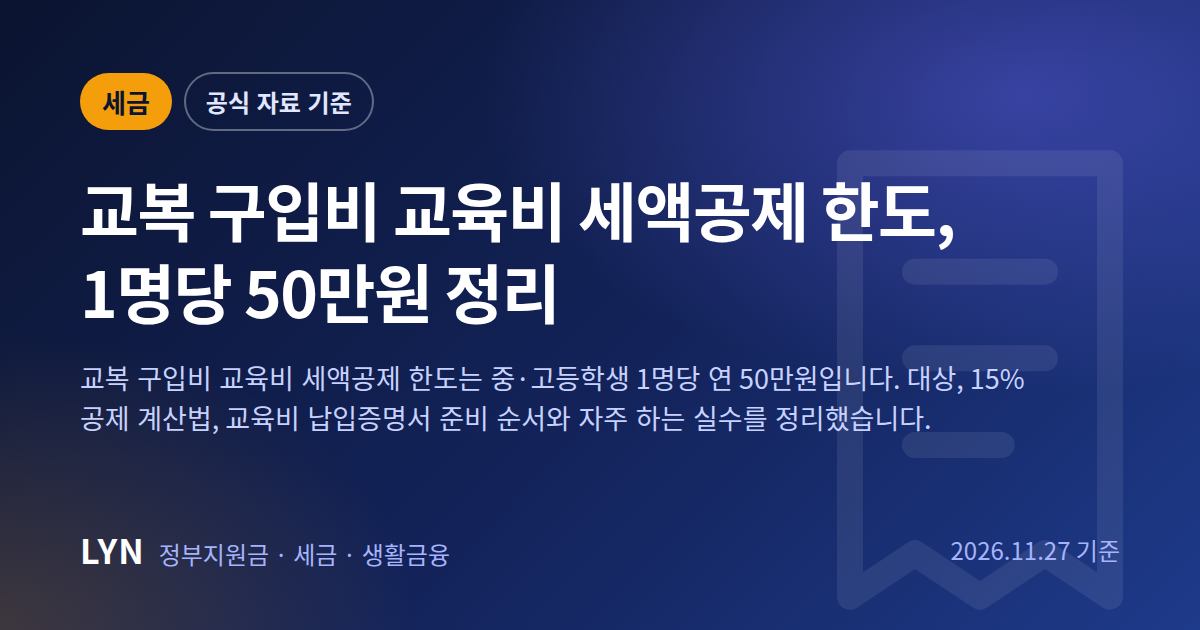 세금
공식 자료 기준
교복 구입비 교육비 세액공제 한도,
1명당 50만원 정리
교복 구입비 교육비 세액공제 한도는 중·고등학생 1명당 연 50만원입니다. 대상, 15%
공제 계산법, 교육비 납입증명서 준비 순서와 자주 하는 실수를 정리했습니다.
LYN 정부지원금 · 세금 · 생활금융
2026.11.27 기준